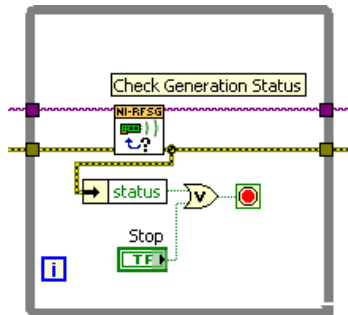 Check Generation Status
NI-RFSG
?
status
V
Stop
TF
i